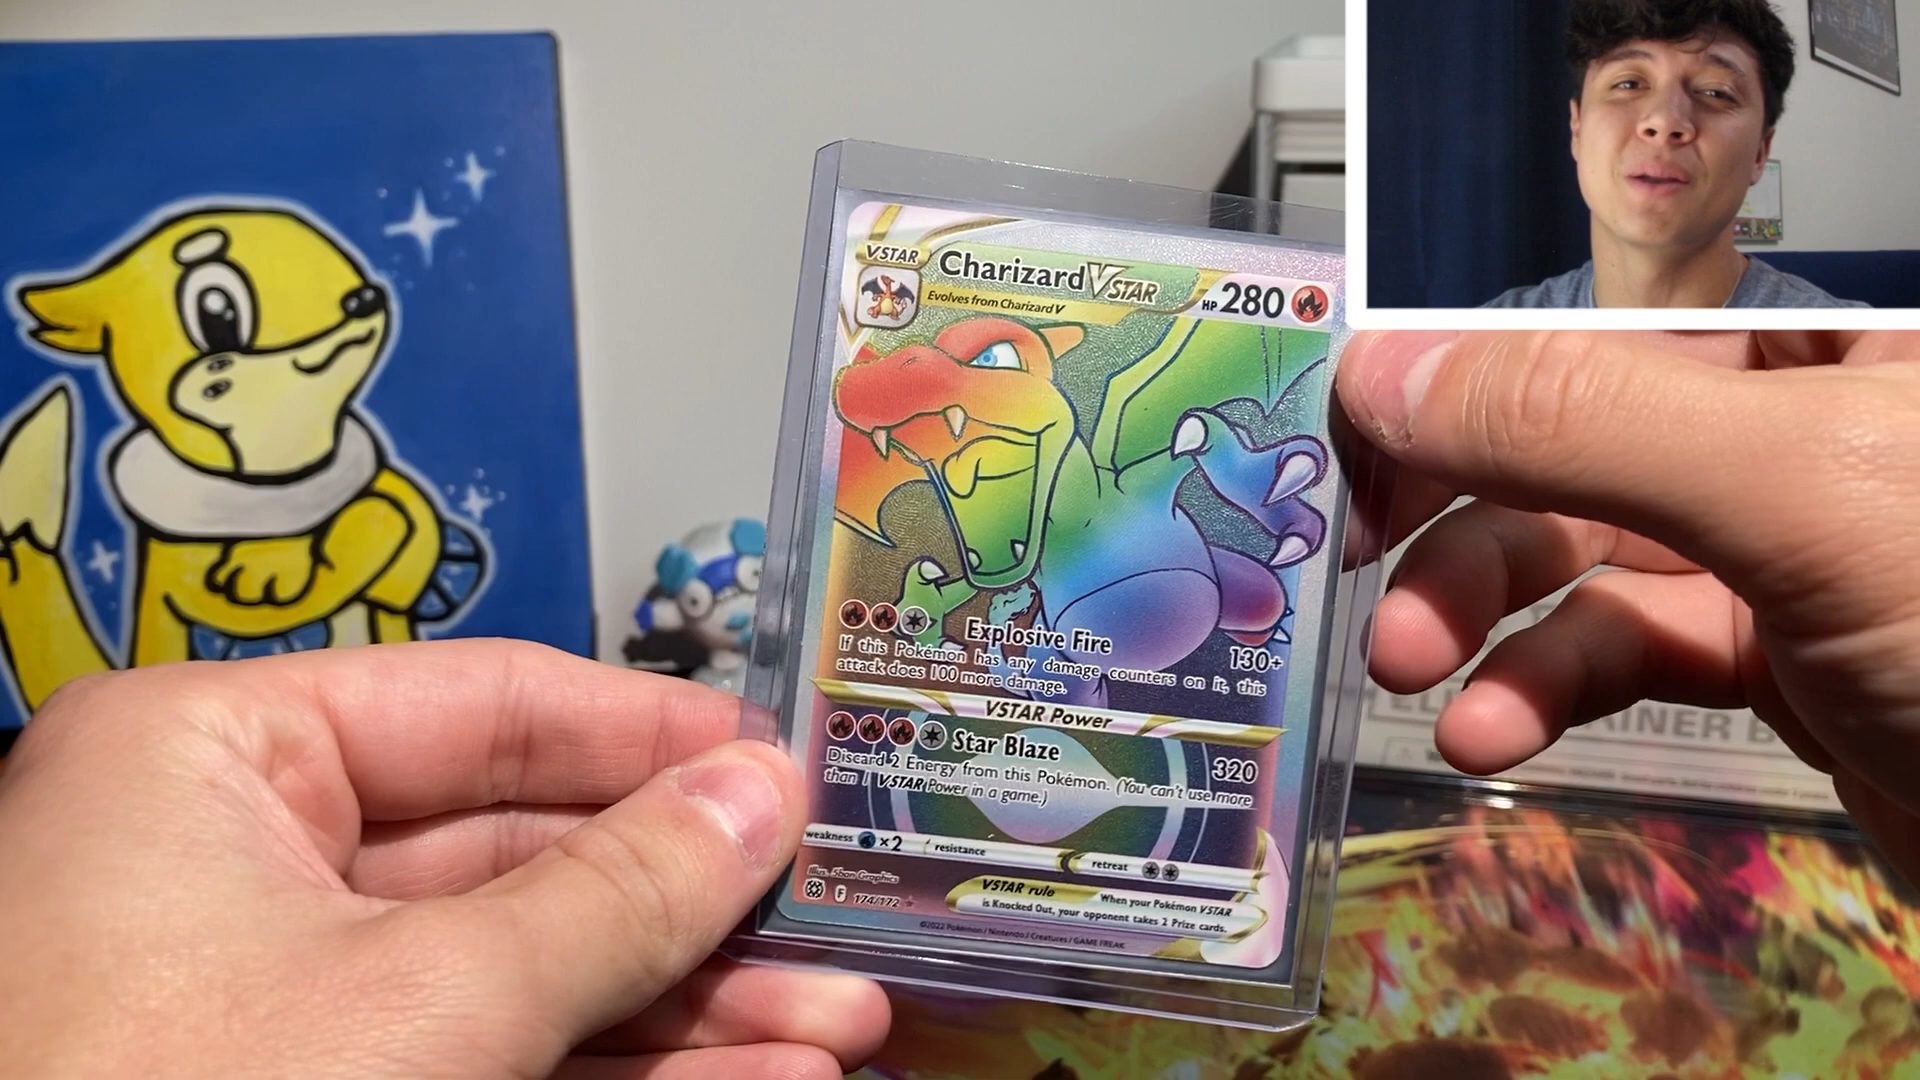 VSTAR
Charizard VSTAR
HP 280
Evolves from Charizard V
Explosive Fire
130+
If this Pokémon has any damage counters on it, this
attack does 100 more damage.
VSTAR Power
Star Blaze
320
Discard 2 Energy from this Pokémon. (You can't use more
than 1 VSTAR Power in a game.)
weakness ×2 resistance retreat
Illus. 5ban Graphics
F 174/172
VSTAR rule
When your Pokémon VSTAR
is Knocked Out, your opponent takes 2 Prize cards.
©2022 Pokémon / Nintendo / Creatures / GAME FREAK